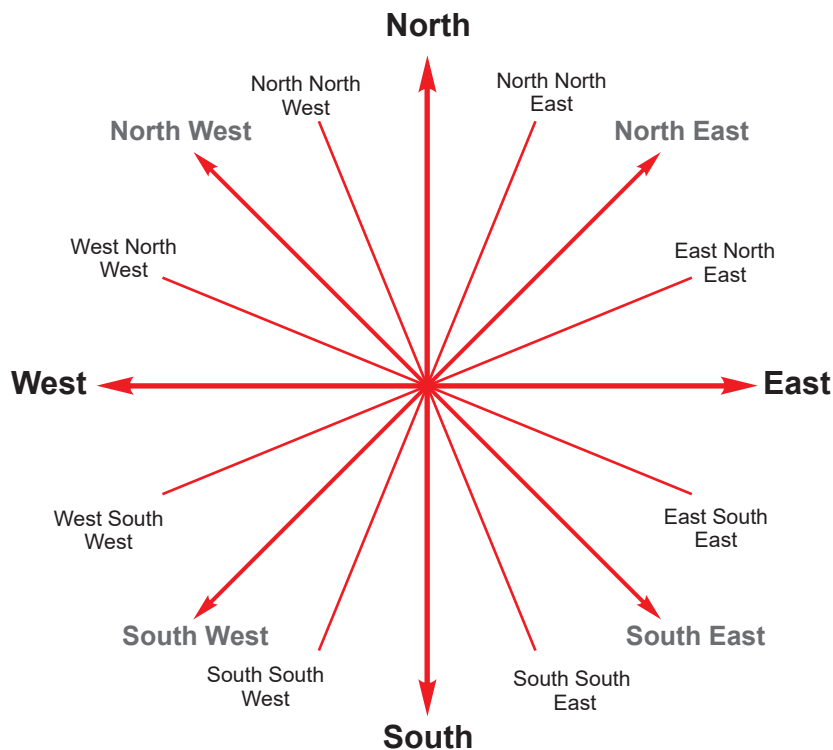 North
North North
West
North North
East
North West
North East
West North
West
East North
East
West
East
West South
West
East South
East
South West
South East
South South
West
South South
East
South